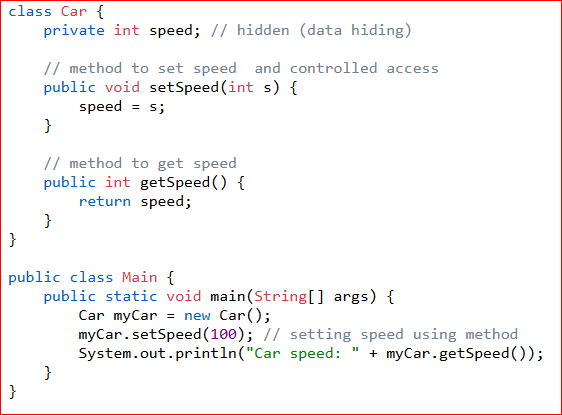 class Car {
    private int speed; // hidden (data hiding)

    // method to set speed  and controlled access
    public void setSpeed(int s) {
        speed = s;
    }

    // method to get speed
    public int getSpeed() {
        return speed;
    }
}

public class Main {
    public static void main(String[] args) {
        Car myCar = new Car();
        myCar.setSpeed(100); // setting speed using method
        System.out.println("Car speed: " + myCar.getSpeed());
    }
}